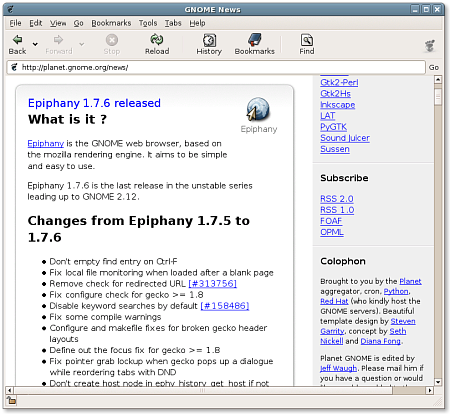 GNOME News
File Edit View Go Bookmarks Tools Tabs Help
Back Forward Stop Reload History Bookmarks Find
http://planet.gnome.org/news/ Go
Epiphany 1.7.6 released
What is it ?
Epiphany
Epiphany is the GNOME web browser, based on
the mozilla rendering engine. It aims to be simple
and easy to use.
Epiphany 1.7.6 is the last release in the unstable series
leading up to GNOME 2.12.
Changes from Epiphany 1.7.5 to
1.7.6
Don't empty find entry on Ctrl-F
Fix local file monitoring when loaded after a blank page
Remove check for redirected URL [#313756]
Fix configure check for gecko >= 1.8
Disable keyword searches by default [#158486]
Fix some compile warnings
Configure and makefile fixes for broken gecko header
layouts
Define out the focus fix for gecko >= 1.8
Fix pointer grab lockup when gecko pops up a dialogue
while reordering tabs with DND
Don't create host node in ephy_history_get_host if not
Gtk2-Perl
Gtk2Hs
Inkscape
LAT
PyGTK
Sound Juicer
Sussen
Subscribe
RSS 2.0
RSS 1.0
FOAF
OPML
Colophon
Brought to you by the Planet
aggregator, cron, Python,
Red Hat (who kindly host the
GNOME servers). Beautiful
template design by Steven
Garrity, concept by Seth
Nickell and Diana Fong.
Planet GNOME is edited by
Jeff Waugh. Please mail him if
you have a question or would